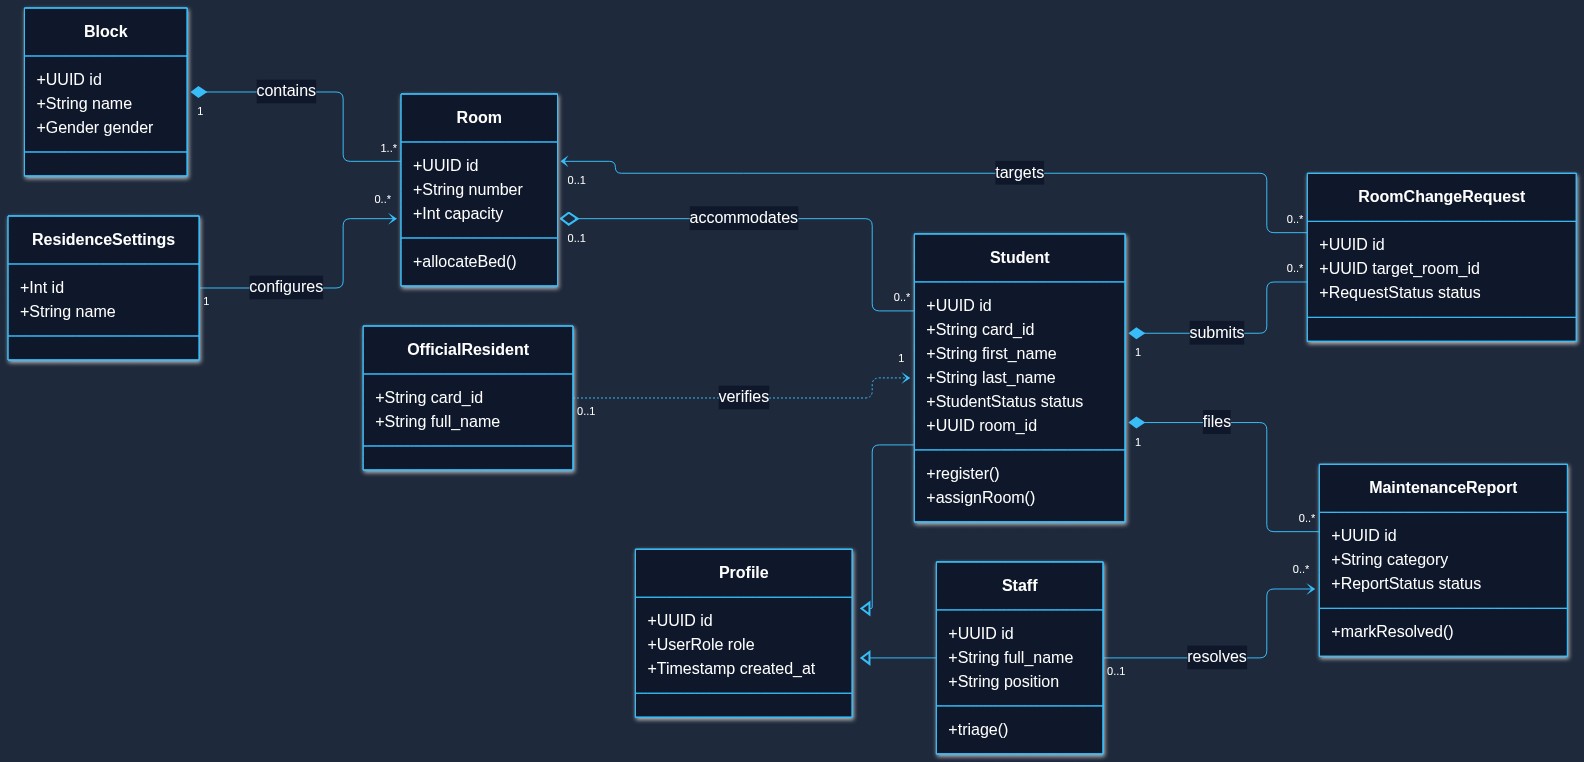 Block
+UUID id
+String name
+Gender gender
1
contains
1..*
Room
+UUID id
+String number
+Int capacity
+allocateBed()
0..*
ResidenceSettings
+Int id
+String name
1
configures
0..1
targets
0..*
0..1
accommodates
0..*
RoomChangeRequest
+UUID id
+UUID target_room_id
+RequestStatus status
Student
+UUID id
+String card_id
+String first_name
+String last_name
+StudentStatus status
+UUID room_id
+register()
+assignRoom()
0..*
submits
1
OfficialResident
+String card_id
+String full_name
0..1
verifies
1
files
1
0..*
MaintenanceReport
+UUID id
+String category
+ReportStatus status
+markResolved()
0..*
Profile
+UUID id
+UserRole role
+Timestamp created_at
Staff
+UUID id
+String full_name
+String position
+triage()
0..1
resolves